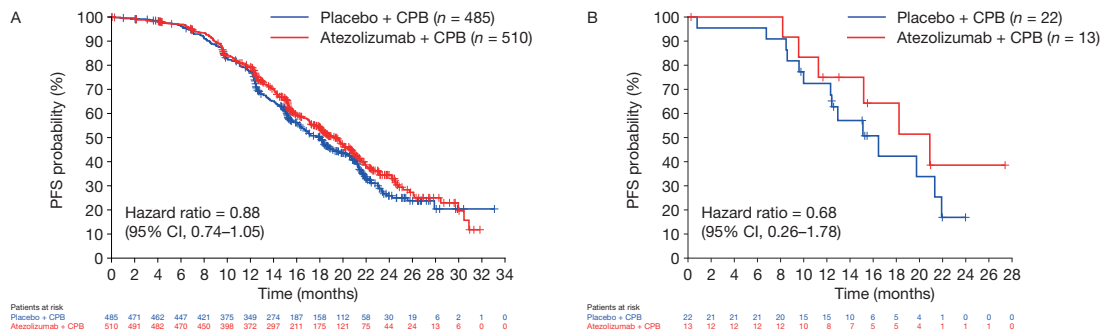 A
Placebo + CPB (n = 485)
Atezolizumab + CPB (n = 510)
PFS probability (%)
100
90
80
70
60
50
40
30
20
10
0
Hazard ratio = 0.88
(95% CI, 0.74–1.05)
0 2 4 6 8 10 12 14 16 18 20 22 24 26 28 30 32 34
Time (months)
Patients at risk
Placebo + CPB 485 471 462 447 421 375 349 274 187 158 112 58 30 19 6 2 1 0
Atezolizumab + CPB 510 491 482 470 450 398 372 297 211 175 121 75 44 24 13 6 0 0
B
Placebo + CPB (n = 22)
Atezolizumab + CPB (n = 13)
PFS probability (%)
100
90
80
70
60
50
40
30
20
10
0
Hazard ratio = 0.68
(95% CI, 0.26–1.78)
0 2 4 6 8 10 12 14 16 18 20 22 24 26 28
Time (months)
Patients at risk
Placebo + CPB 22 21 21 21 20 15 15 10 6 5 4 1 0 0 0
Atezolizumab + CPB 13 12 12 12 12 10 8 7 5 5 4 1 1 1 0